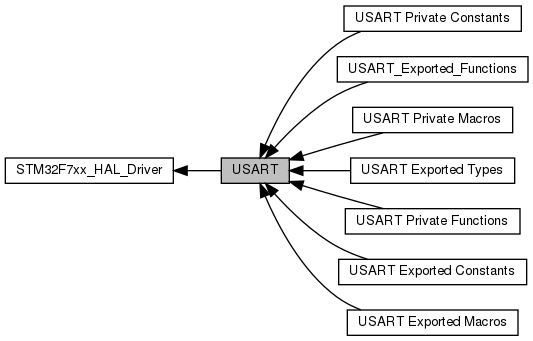 USART Private Constants
USART_Exported_Functions
USART Private Macros
STM32F7xx_HAL_Driver
USART
USART Exported Types
USART Private Functions
USART Exported Constants
USART Exported Macros